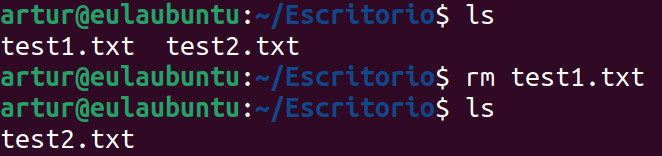 artur@eulaubuntu:~/Escritorio$ ls
test1.txt  test2.txt
artur@eulaubuntu:~/Escritorio$ rm test1.txt
artur@eulaubuntu:~/Escritorio$ ls
test2.txt